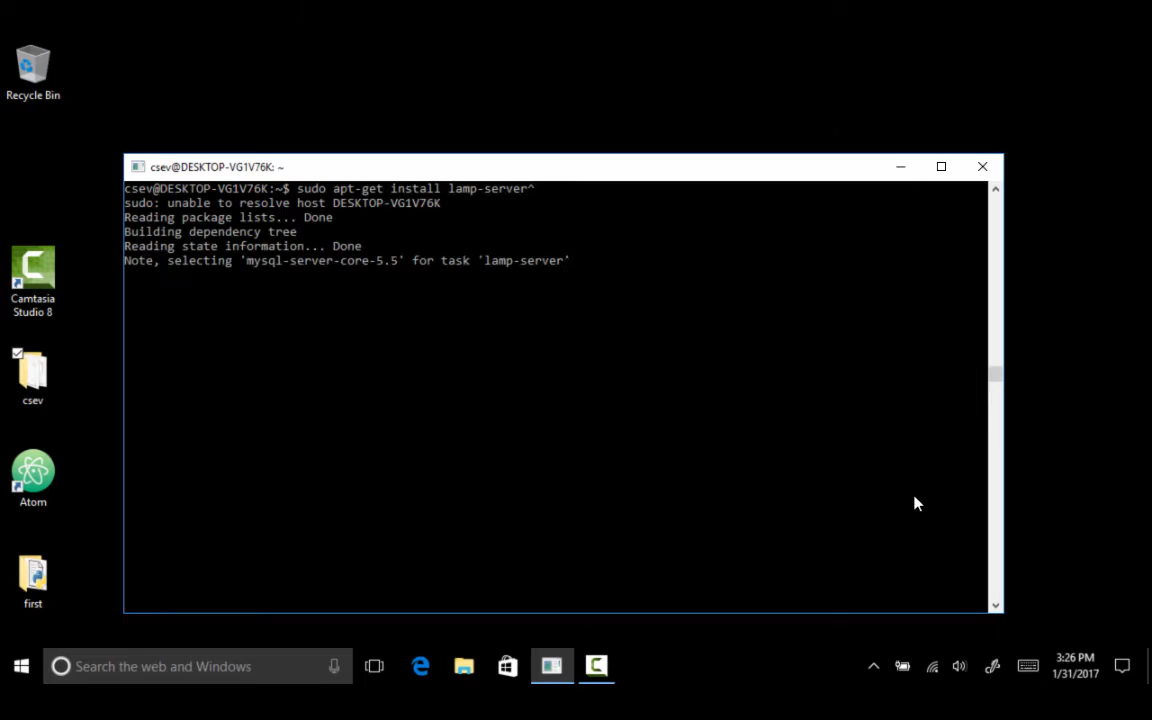 Recycle Bin
csev@DESKTOP-VG1V76K: ~
csev@DESKTOP-VG1V76K:~$ sudo apt-get install lamp-server^
sudo: unable to resolve host DESKTOP-VG1V76K
Reading package lists... Done
Building dependency tree
Reading state information... Done
Note, selecting 'mysql-server-core-5.5' for task 'lamp-server'
Camtasia
Studio 8
csev
Atom
first
Search the web and Windows
3:26 PM
1/31/2017